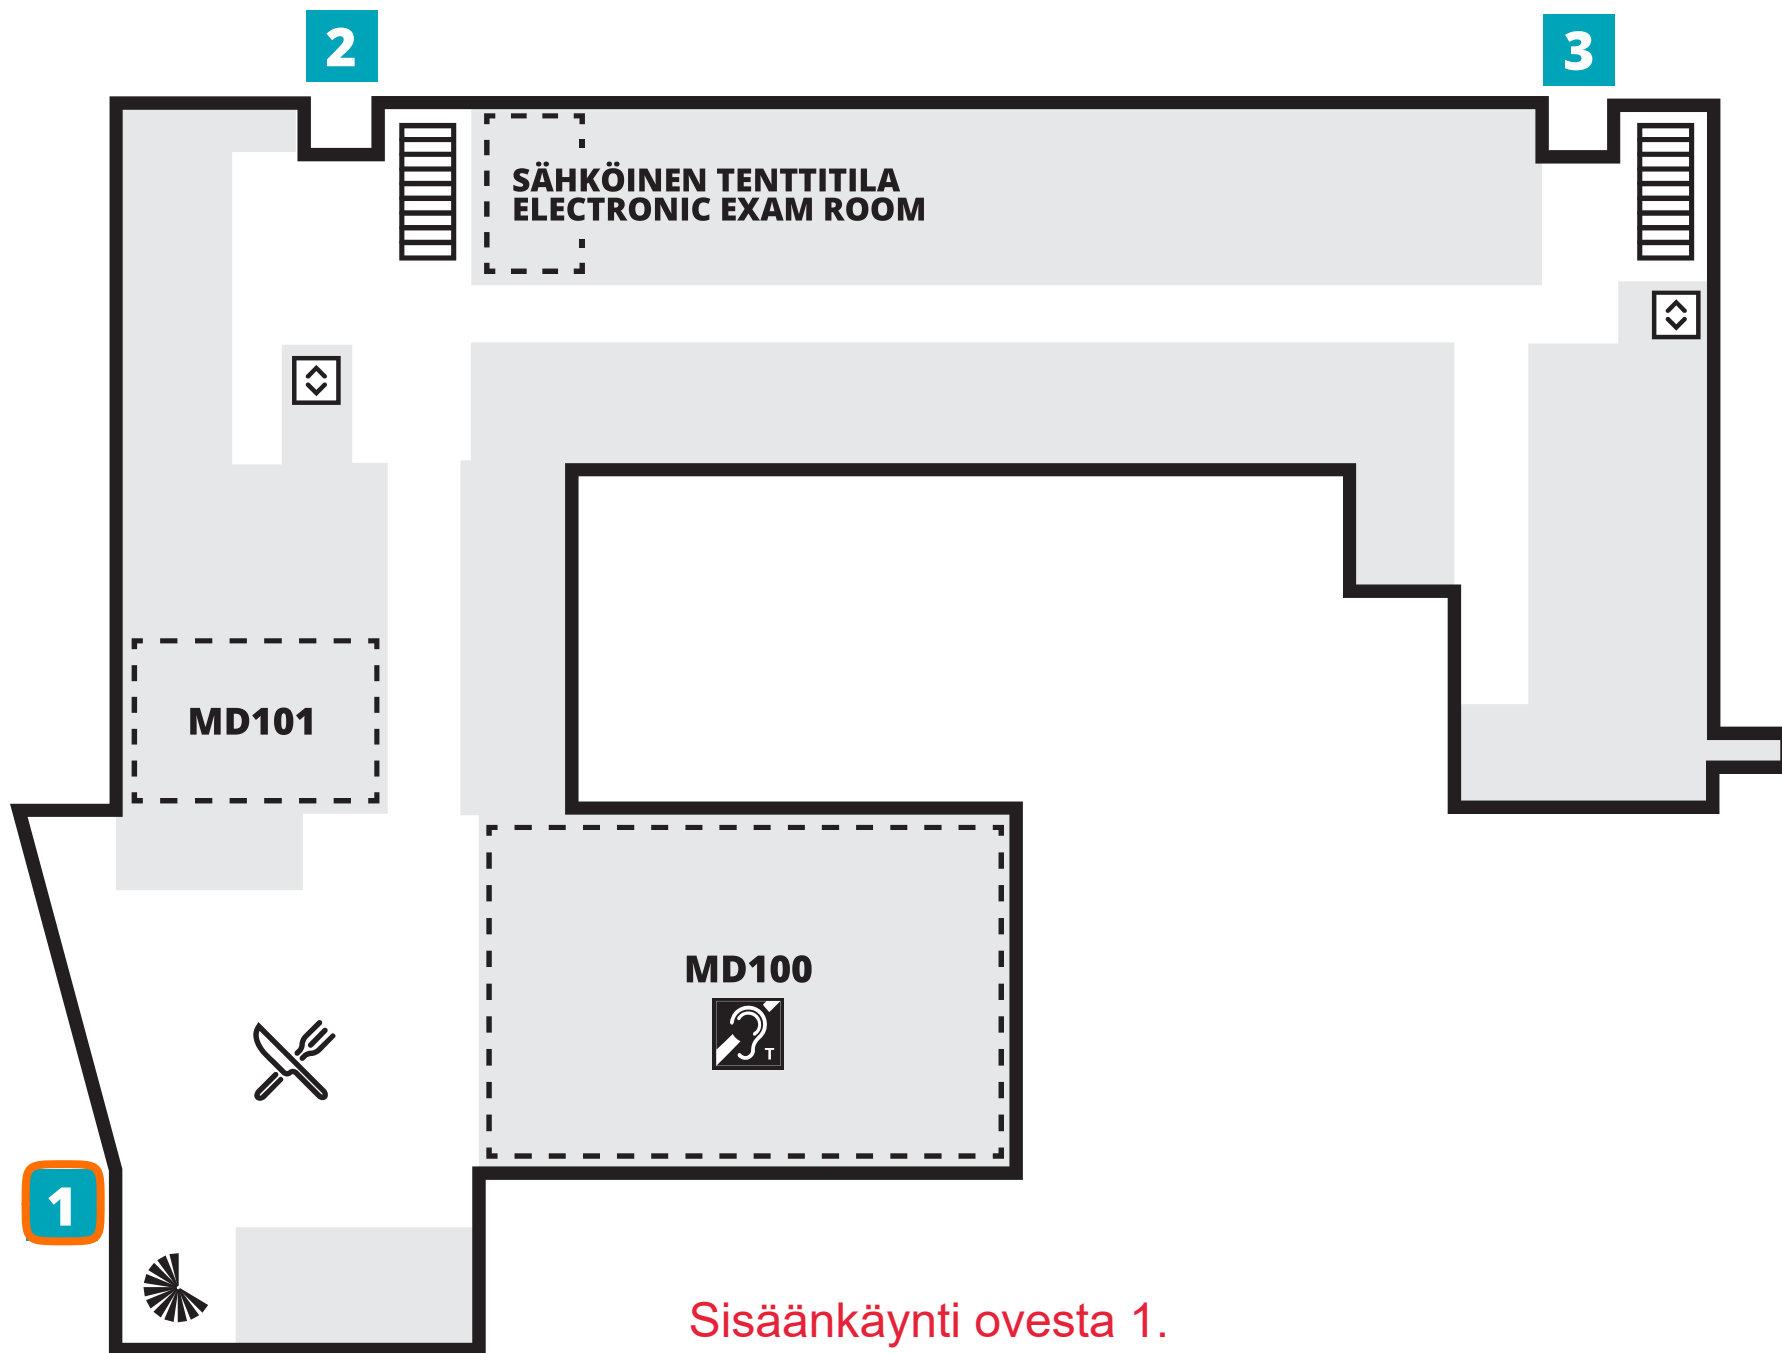 2
3
SÄHKÖINEN TENTTITILA
ELECTRONIC EXAM ROOM
MD101
MD100
T
1
Sisäänkäynti ovesta 1.